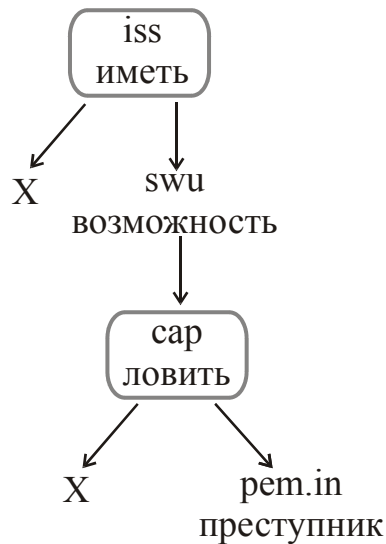 iss
иметь
X
swu
возможность
cap
ловить
X
pem.in
преступник